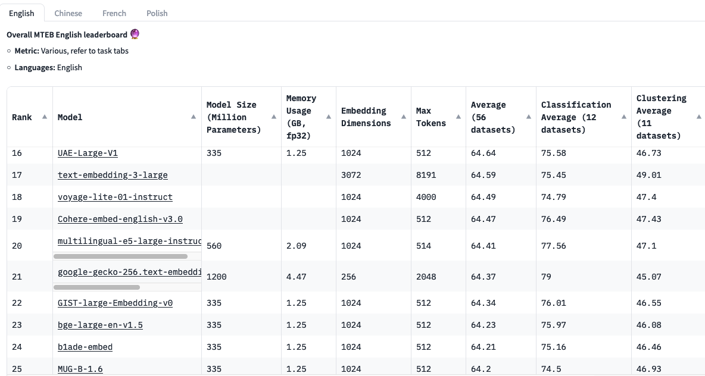 English Chinese French Polish
Overall MTEB English leaderboard 🔮
Metric: Various, refer to task tabs
Languages: English
Rank Model Model Size (Million Parameters) Memory Usage (GB, fp32) Embedding Dimensions Max Tokens Average (56 datasets) Classification Average (12 datasets) Clustering Average (11 datasets)
16 UAE-Large-V1 335 1.25 1024 512 64.64 75.58 46.73
17 text-embedding-3-large 3072 8191 64.59 75.45 49.01
18 voyage-lite-01-instruct 1024 4000 64.49 74.79 47.4
19 Cohere-embed-english-v3.0 1024 512 64.47 76.49 47.43
20 multilingual-e5-large-instruc 560 2.09 1024 514 64.41 77.56 47.1
21 google-gecko-256.text-embeddi 1200 4.47 256 2048 64.37 79 45.07
22 GIST-large-Embedding-v0 335 1.25 1024 512 64.34 76.01 46.55
23 bge-large-en-v1.5 335 1.25 1024 512 64.23 75.97 46.08
24 b1ade-embed 335 1.25 1024 512 64.21 75.16 46.46
25 MUG-B-1.6 335 1.25 1024 512 64.2 74.5 46.93